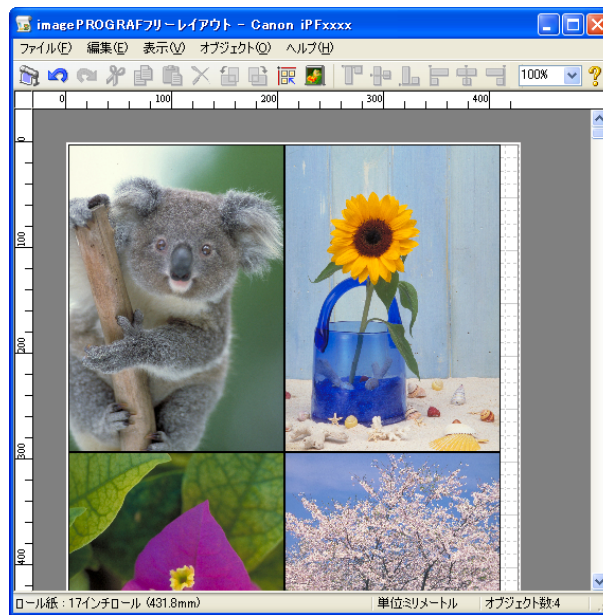 imagePROGRAFフリーレイアウト - Canon iPFxxxx
ファイル(F) 編集(E) 表示(V) オブジェクト(O) ヘルプ(H)
100%
0 100 200 300 400
0
100
200
300
400
ロール紙：17インチロール (431.8mm) 単位:ミリメートル オブジェクト数:4